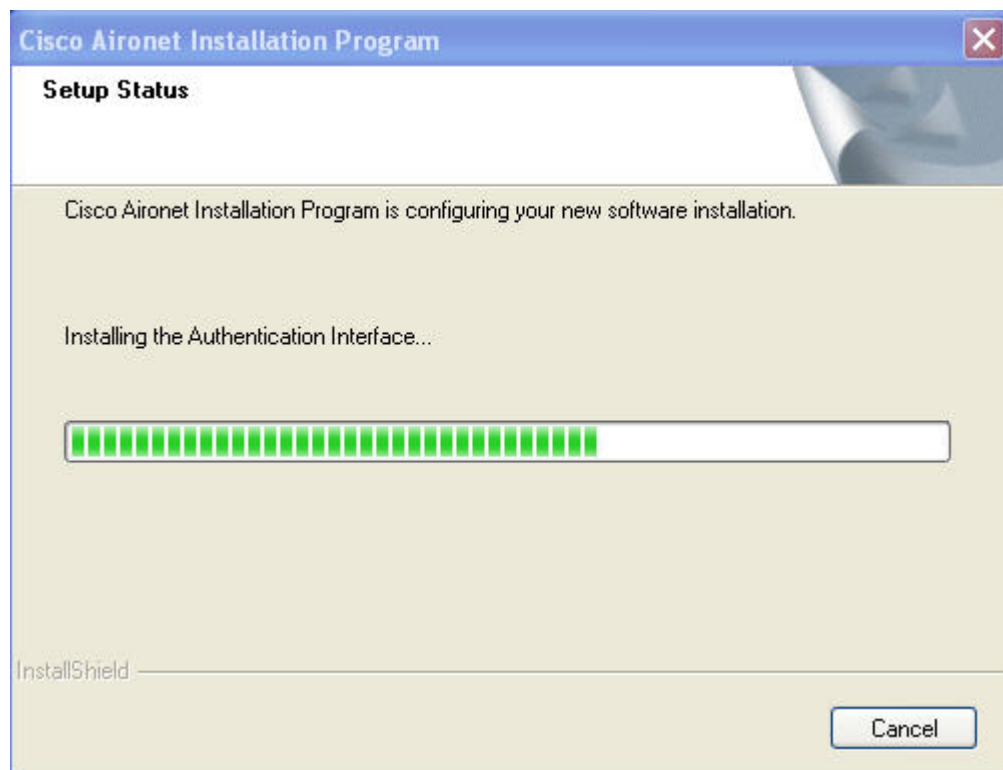 Cisco Aironet Installation Program
Setup Status
Cisco Aironet Installation Program is configuring your new software installation.
Installing the Authentication Interface...
InstallShield
Cancel